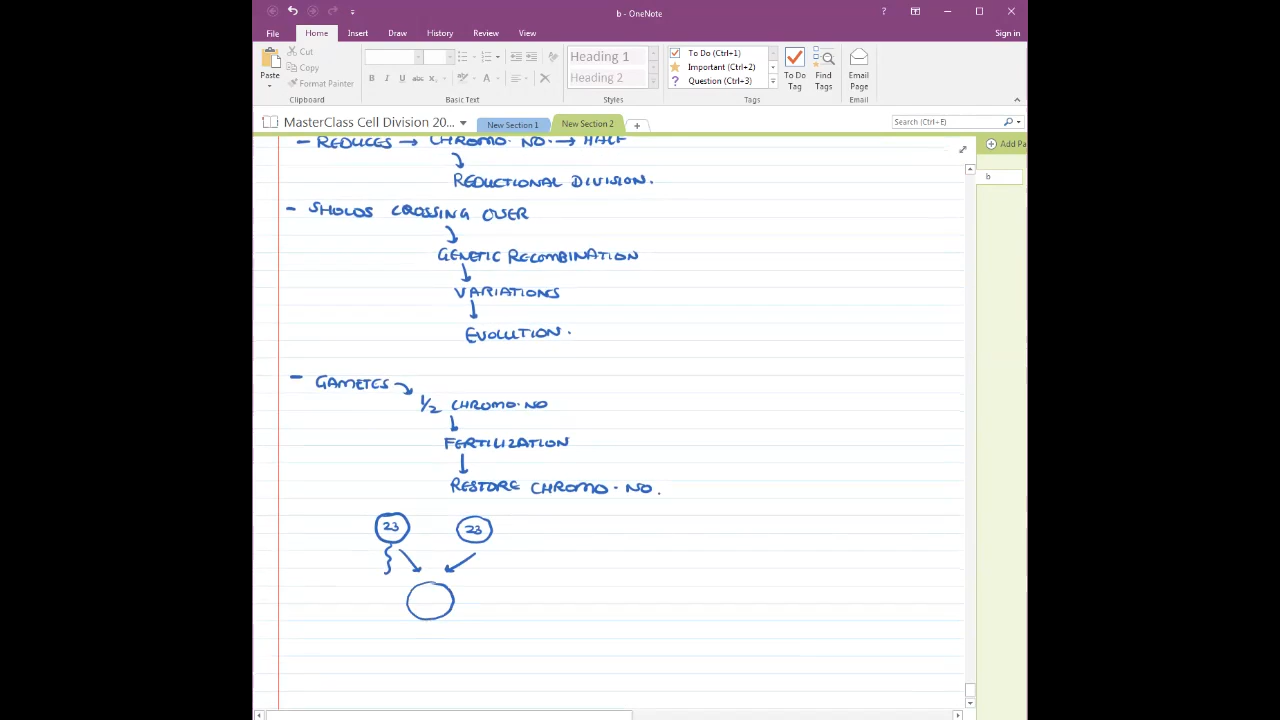 b - OneNote
File Home Insert Draw History Review View Sign in
Paste
Cut
Copy
Format Painter
Clipboard
B I U abc X₂ A
Basic Text
Heading 1
Heading 2
Styles
To Do (Ctrl+1)
Important (Ctrl+2)
Question (Ctrl+3)
To Do Tag
Find Tags
Tags
Email Page
Email
MasterClass Cell Division 20... New Section 1 New Section 2 Search (Ctrl+E)
Add Pa
b
- REDUCES → CHROMO. NO. → HALF
REDUCTIONAL DIVISION.
- SHOWS CROSSING OVER
GENETIC RECOMBINATION
VARIATIONS
EVOLUTION.
- GAMETES
1/2 CHROMO. NO
FERTILIZATION
RESTORE CHROMO. NO.
23 23